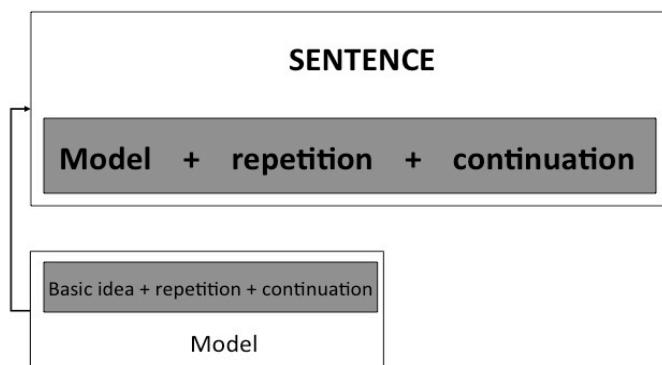 SENTENCE
Model + repetition + continuation
Basic idea + repetition + continuation
Model